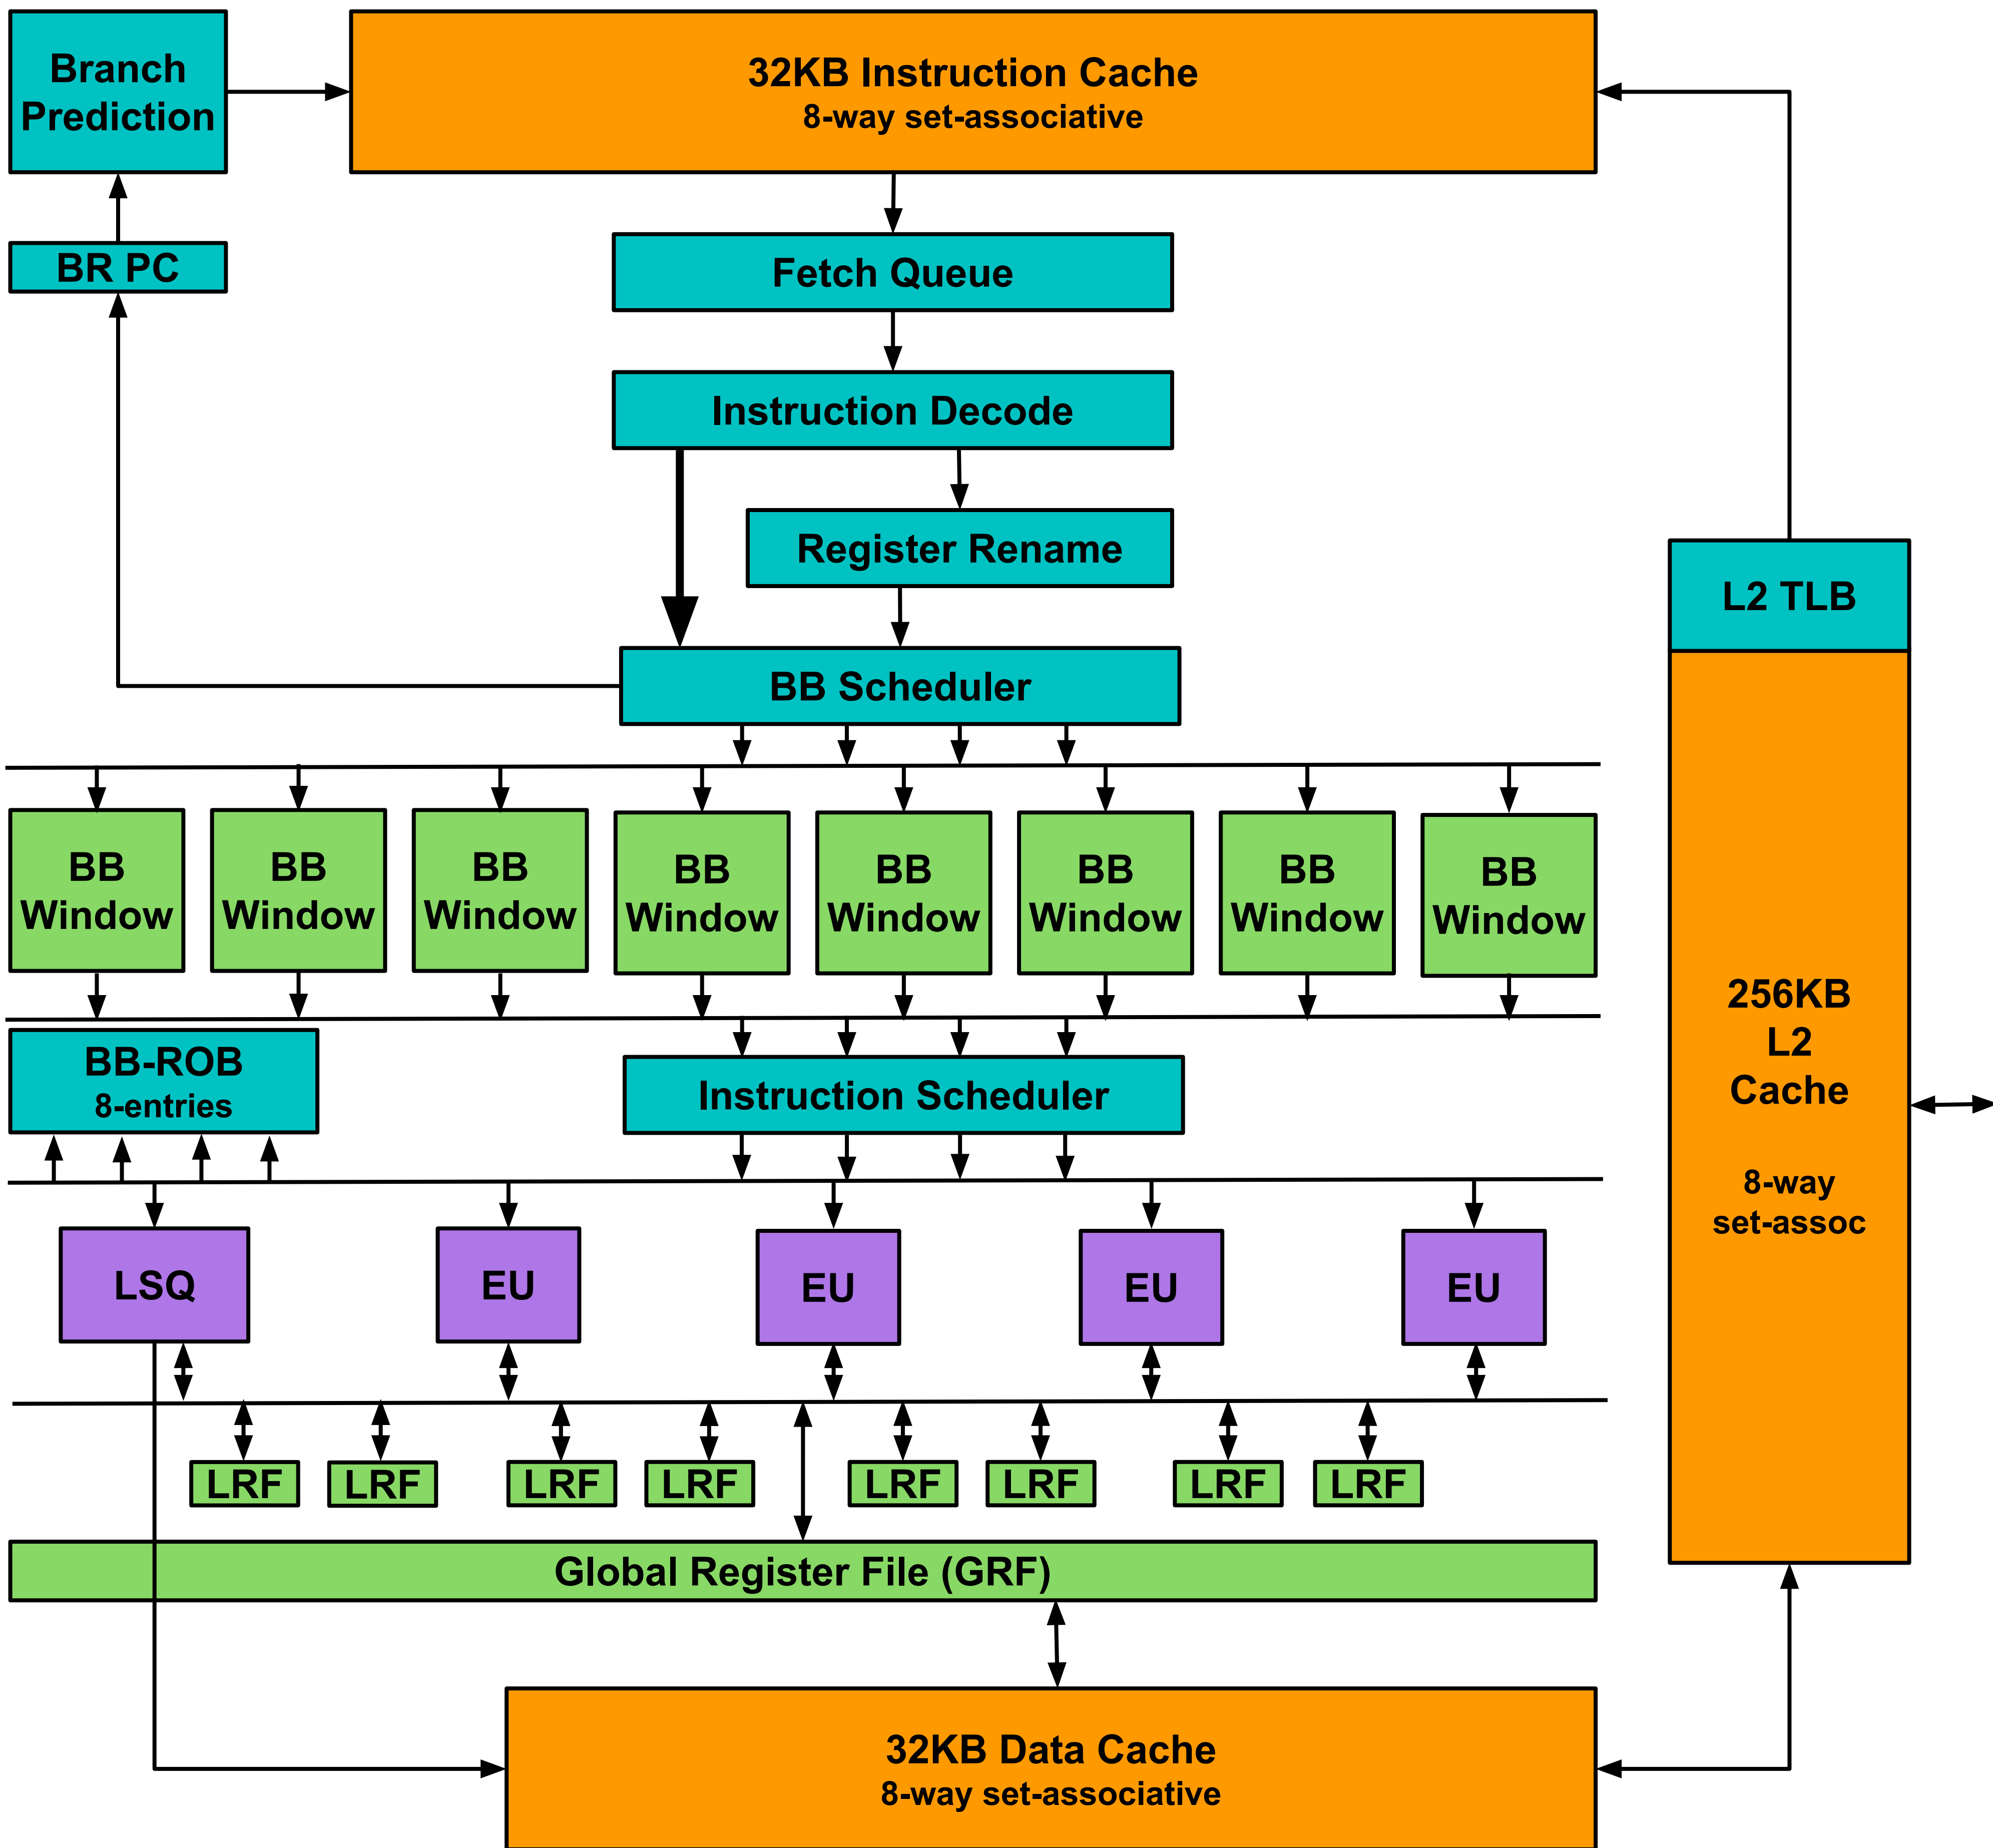 Branch
Prediction
32KB Instruction Cache
8-way set-associative
BR PC
Fetch Queue
Instruction Decode
Register Rename
L2 TLB
BB Scheduler
BB
Window
BB
Window
BB
Window
BB
Window
BB
Window
BB
Window
BB
Window
BB
Window
256KB
L2
Cache
8-way
set-assoc
BB-ROB
8-entries
Instruction Scheduler
LSQ
EU
EU
EU
EU
LRF
LRF
LRF
LRF
LRF
LRF
LRF
LRF
Global Register File (GRF)
32KB Data Cache
8-way set-associative